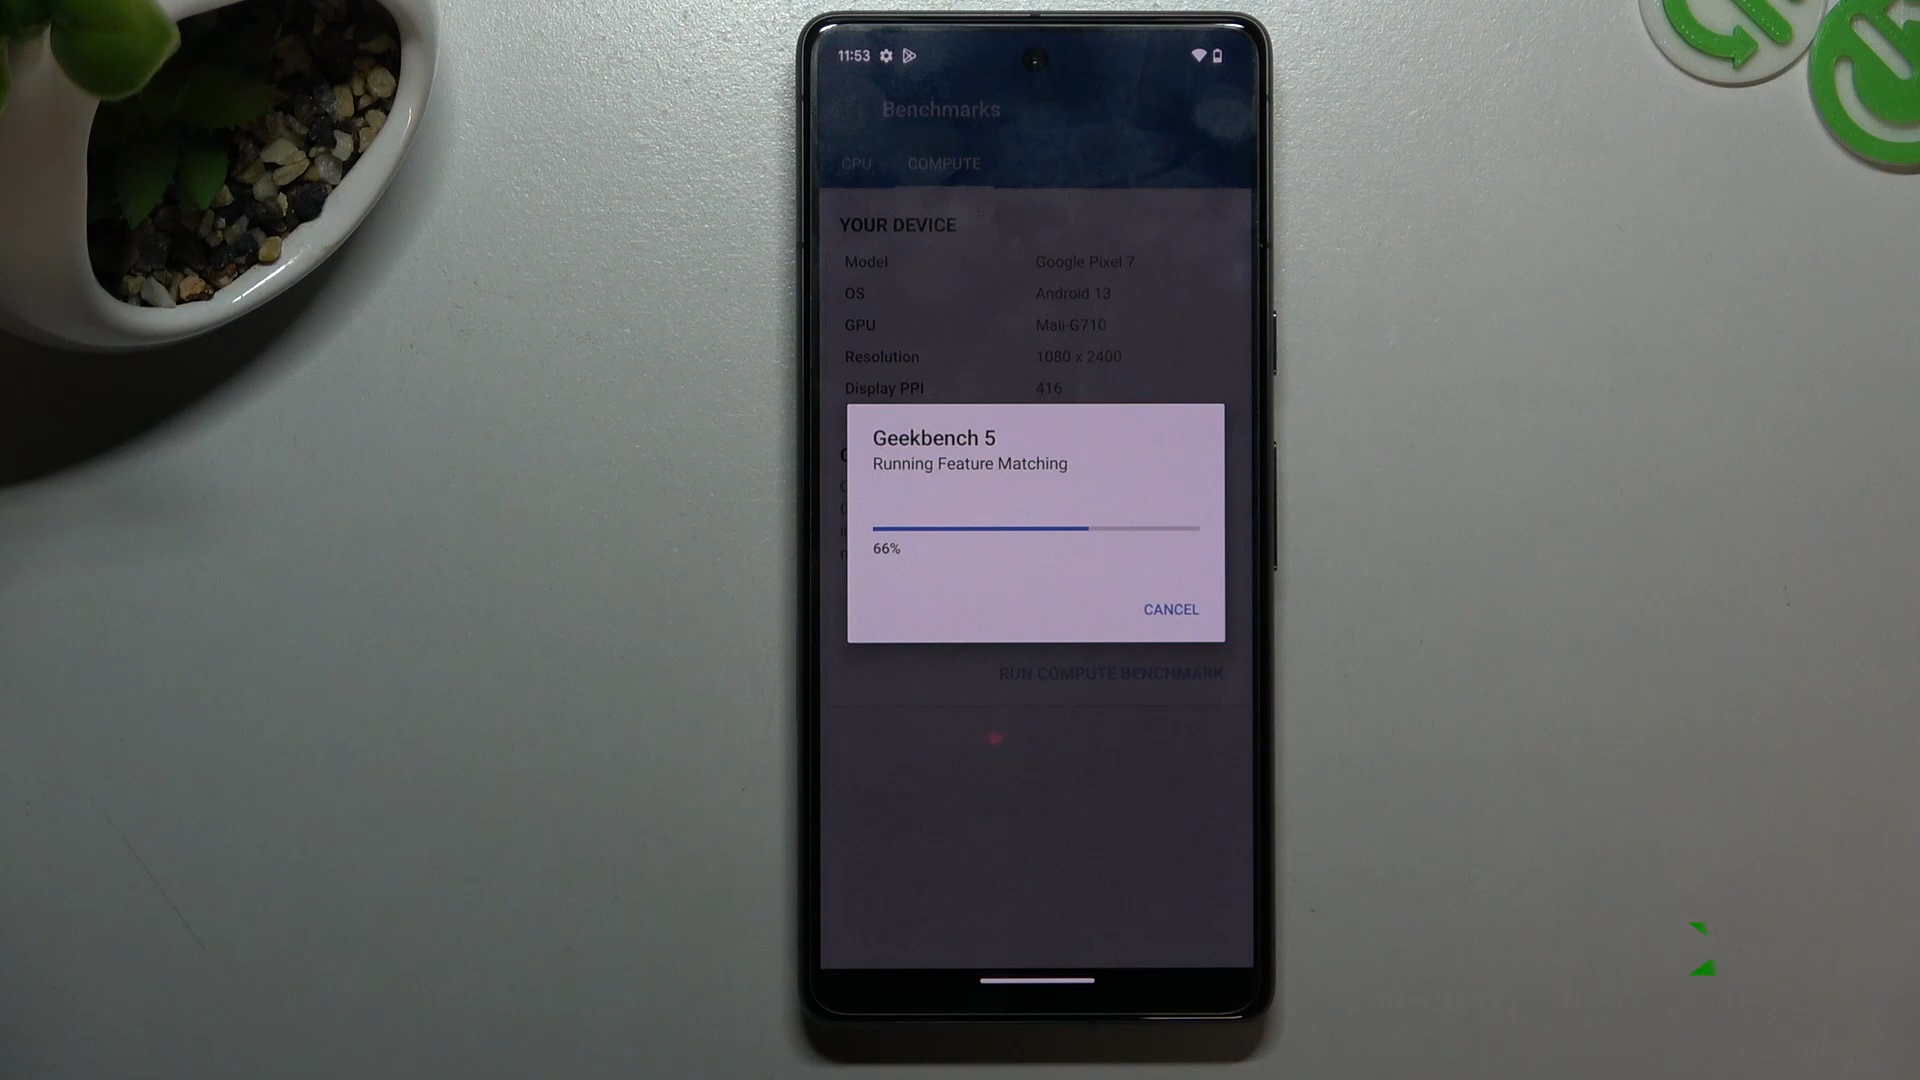 11:53
Benchmarks
CPU COMPUTE
YOUR DEVICE
Model Google Pixel 7
OS Android 13
GPU Mali-G710
Resolution 1080 x 2400
Display PPI 416
Geekbench 5
Running Feature Matching
66%
CANCEL
RUN COMPUTE BENCHMARK